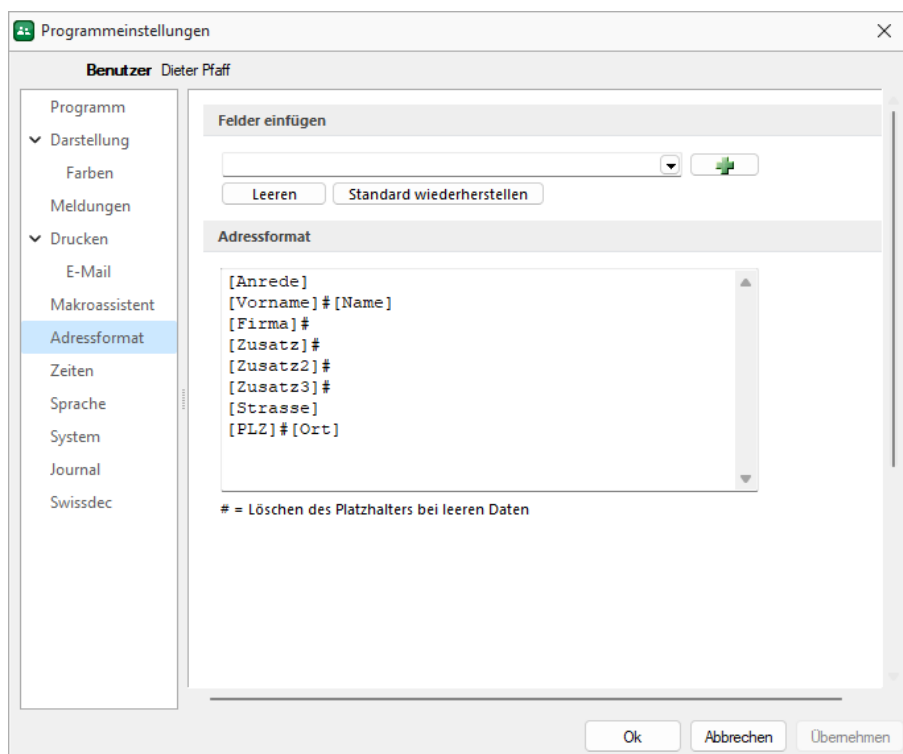 Programmeinstellungen
Benutzer Dieter Pfaff
Programm
Darstellung
Farben
Meldungen
Drucken
E-Mail
Makroassistent
Adressformat
Zeiten
Sprache
System
Journal
Swissdec
Felder einfügen
Leeren Standard wiederherstellen
Adressformat
[Anrede]
[Vorname]#[Name]
[Firma]#
[Zusatz]#
[Zusatz2]#
[Zusatz3]#
[Strasse]
[PLZ]#[Ort]
# = Löschen des Platzhalters bei leeren Daten
Ok Abbrechen Übernehmen